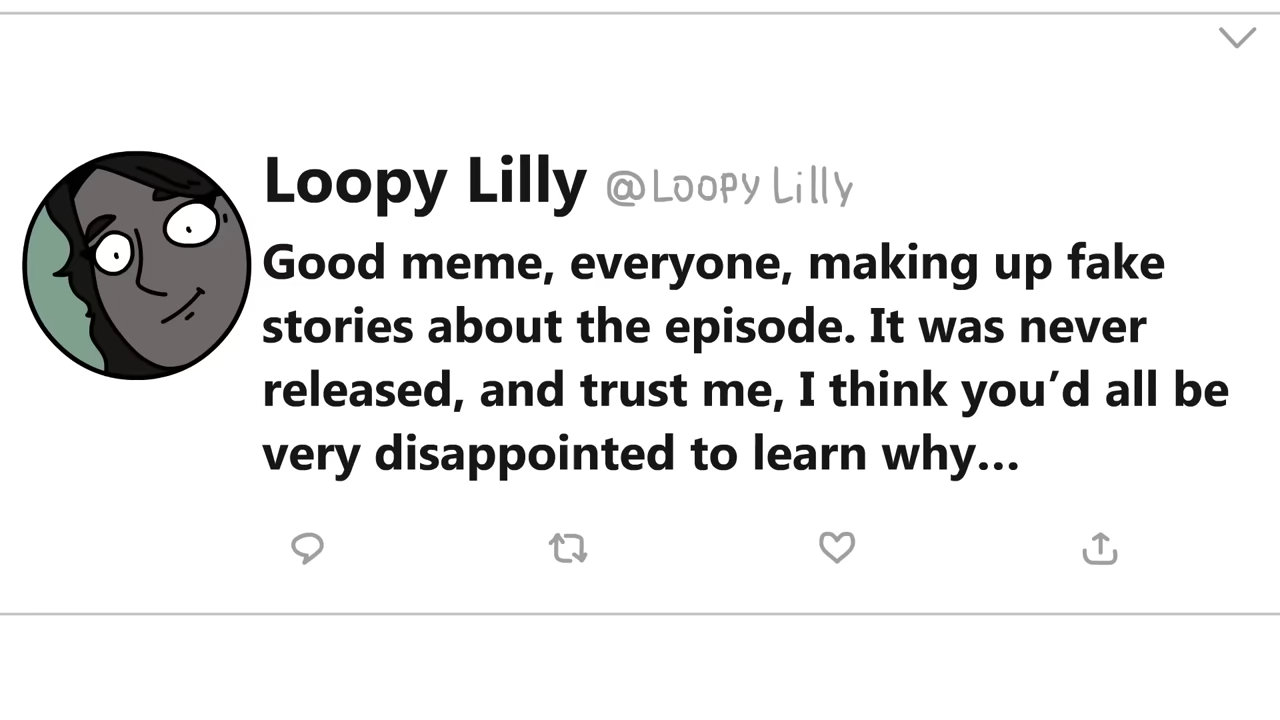 Loopy Lilly @LOOPY Lilly
Good meme, everyone, making up fake
stories about the episode. It was never
released, and trust me, I think you’d all be
very disappointed to learn why...